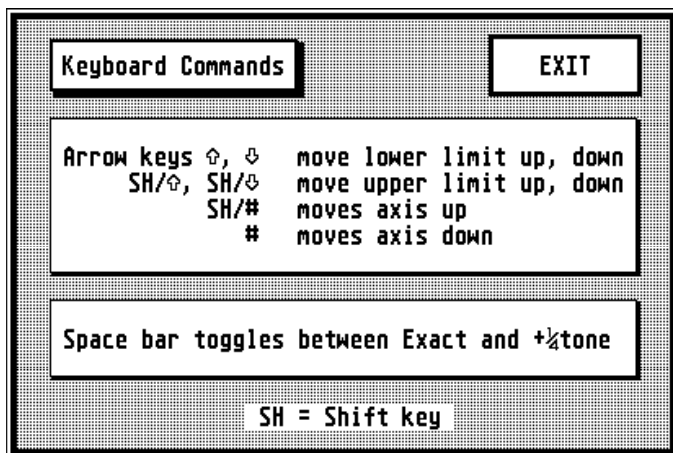 Keyboard Commands
EXIT
Arrow keys ⇧, ⇩ move lower limit up, down
SH/⇧, SH/⇩ move upper limit up, down
SH/# moves axis up
# moves axis down
Space bar toggles between Exact and +¼tone
SH = Shift key